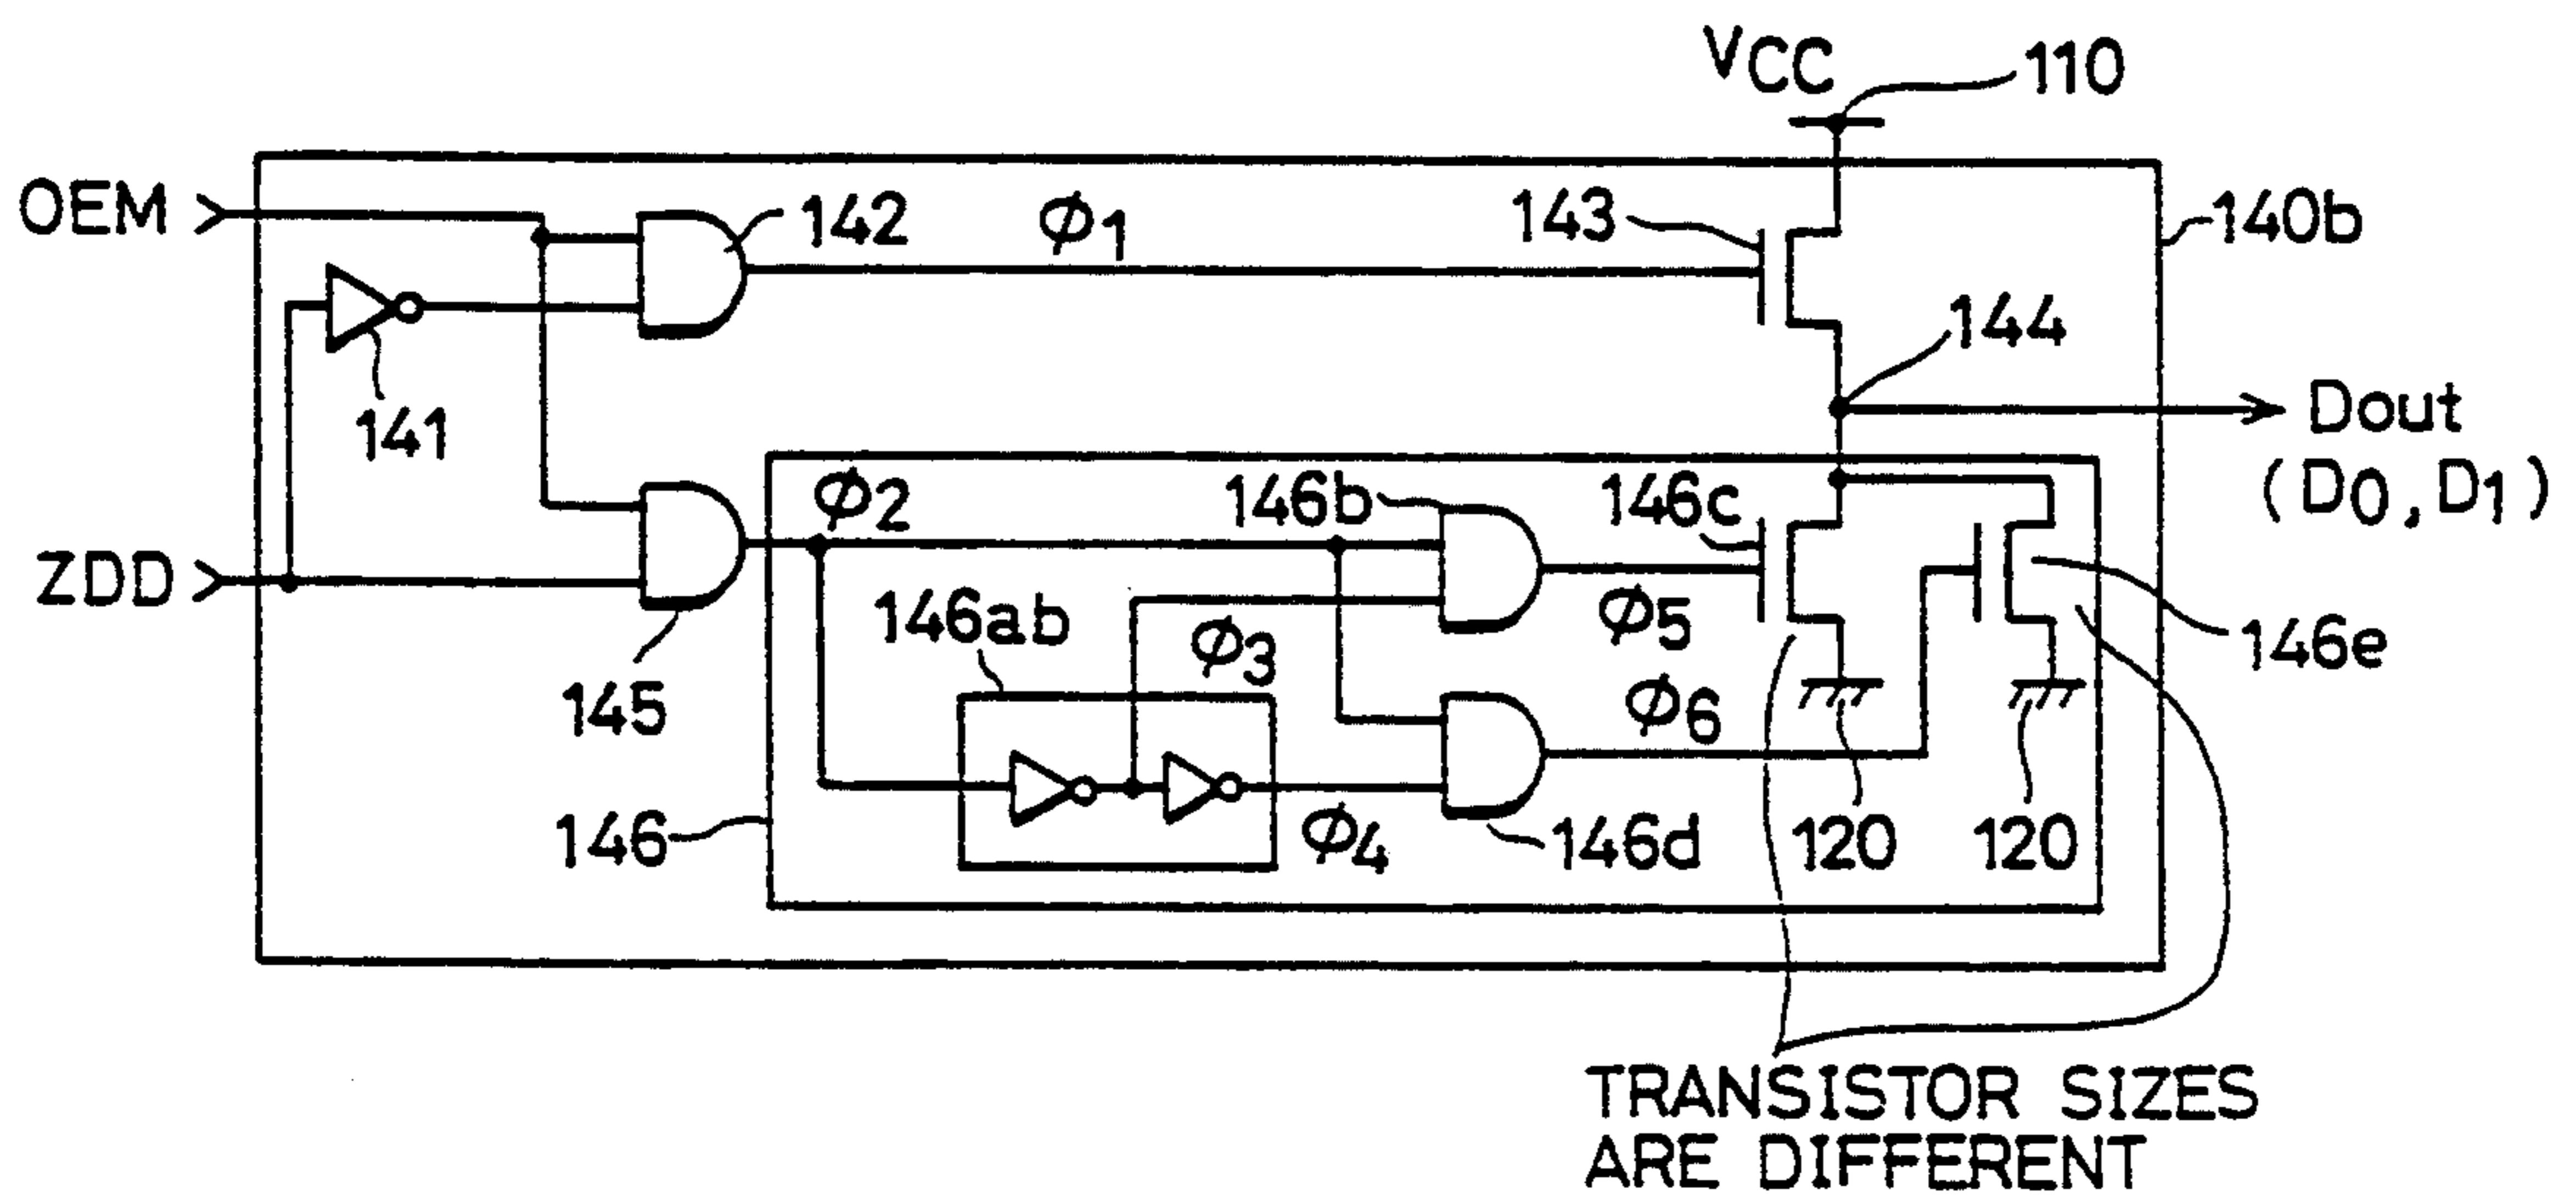 VCC
110
OEM
142
ϕ1
143
140b
144
141
Dout
(D0, D1)
ϕ2
146b
146c
ZDD
146ab
ϕ3
ϕ5
146e
145
ϕ6
146
ϕ4
146d
120
120
TRANSISTOR SIZES
ARE DIFFERENT